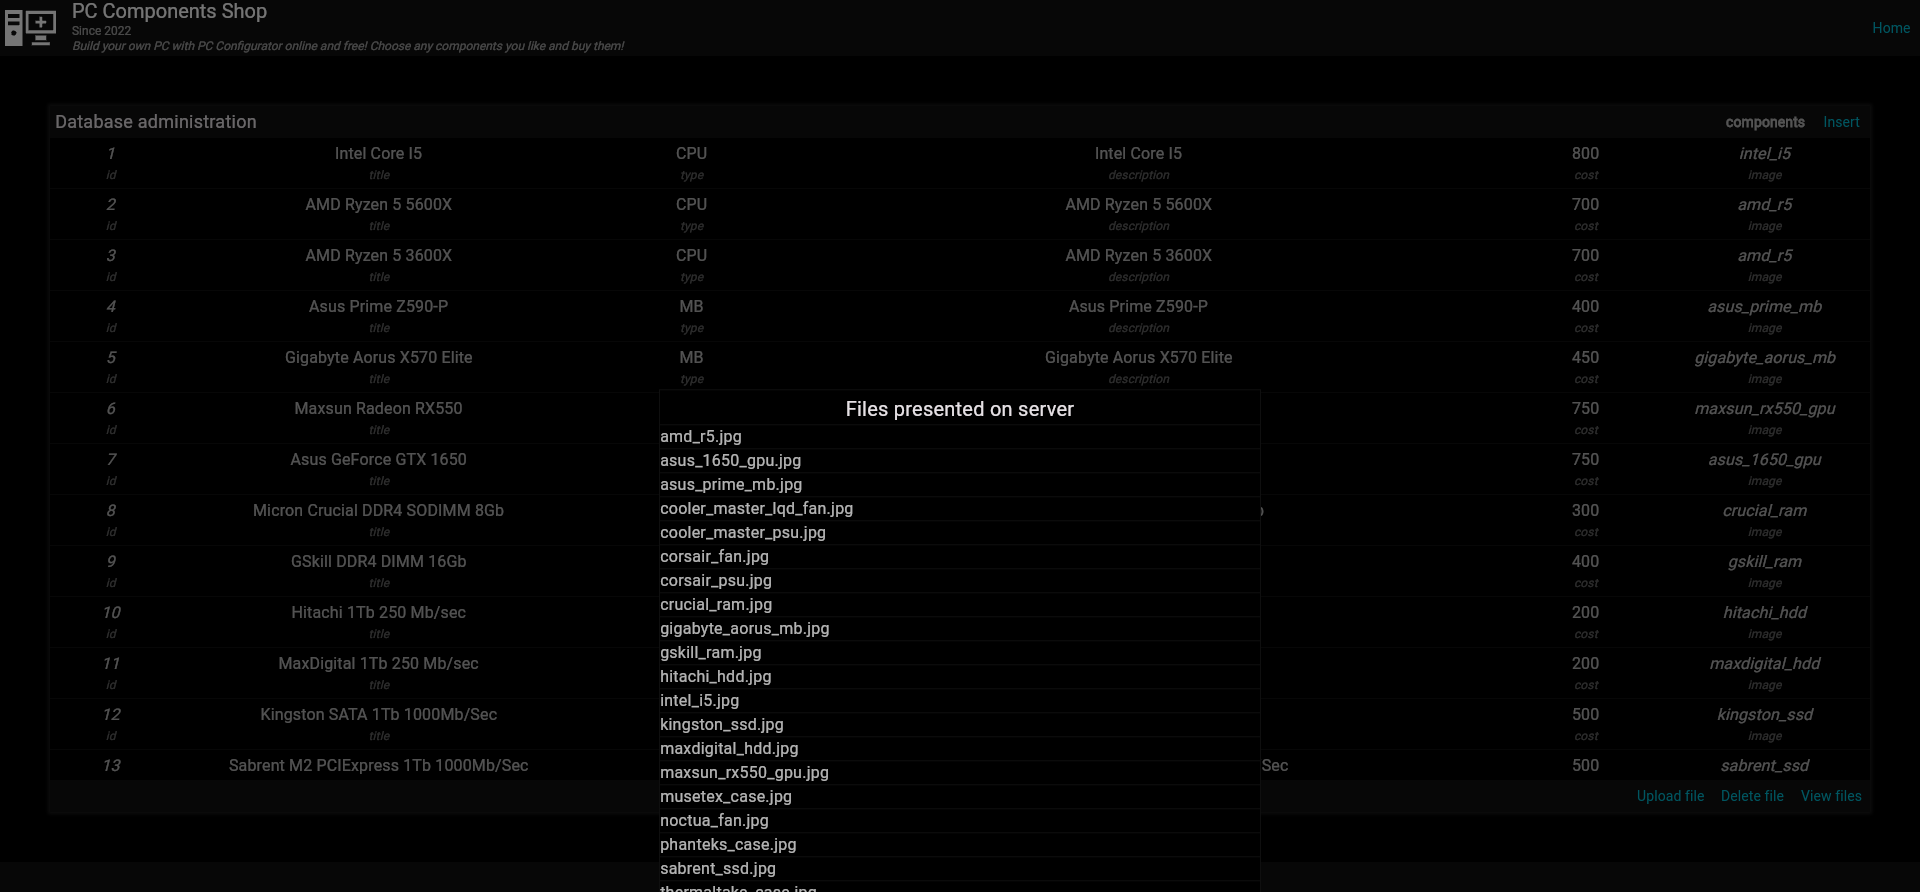 PC Components Shop
Since 2022
Build your own PC with PC Configurator online and free! Choose any components you like and buy them!
Home
Database administration
components Insert
1 Intel Core I5 CPU Intel Core I5 800 intel_i5
id title type description cost image
2 AMD Ryzen 5 5600X CPU AMD Ryzen 5 5600X 700 amd_r5
id title type description cost image
3 AMD Ryzen 5 3600X CPU AMD Ryzen 5 3600X 700 amd_r5
id title type description cost image
4 Asus Prime Z590-P MB Asus Prime Z590-P 400 asus_prime_mb
id title type description cost image
5 Gigabyte Aorus X570 Elite MB Gigabyte Aorus X570 Elite 450 gigabyte_aorus_mb
id title type description cost image
6 Maxsun Radeon RX550 750 maxsun_rx550_gpu
id title cost image
7 Asus GeForce GTX 1650 750 asus_1650_gpu
id title cost image
8 Micron Crucial DDR4 SODIMM 8Gb 300 crucial_ram
id title cost image
9 GSkill DDR4 DIMM 16Gb 400 gskill_ram
id title cost image
10 Hitachi 1Tb 250 Mb/sec 200 hitachi_hdd
id title cost image
11 MaxDigital 1Tb 250 Mb/sec 200 maxdigital_hdd
id title cost image
12 Kingston SATA 1Tb 1000Mb/Sec 500 kingston_ssd
id title cost image
13 Sabrent M2 PCIExpress 1Tb 1000Mb/Sec Sec 500 sabrent_ssd
Upload file Delete file View files
Files presented on server
amd_r5.jpg
asus_1650_gpu.jpg
asus_prime_mb.jpg
cooler_master_lqd_fan.jpg
cooler_master_psu.jpg
corsair_fan.jpg
corsair_psu.jpg
crucial_ram.jpg
gigabyte_aorus_mb.jpg
gskill_ram.jpg
hitachi_hdd.jpg
intel_i5.jpg
kingston_ssd.jpg
maxdigital_hdd.jpg
maxsun_rx550_gpu.jpg
musetex_case.jpg
noctua_fan.jpg
phanteks_case.jpg
sabrent_ssd.jpg